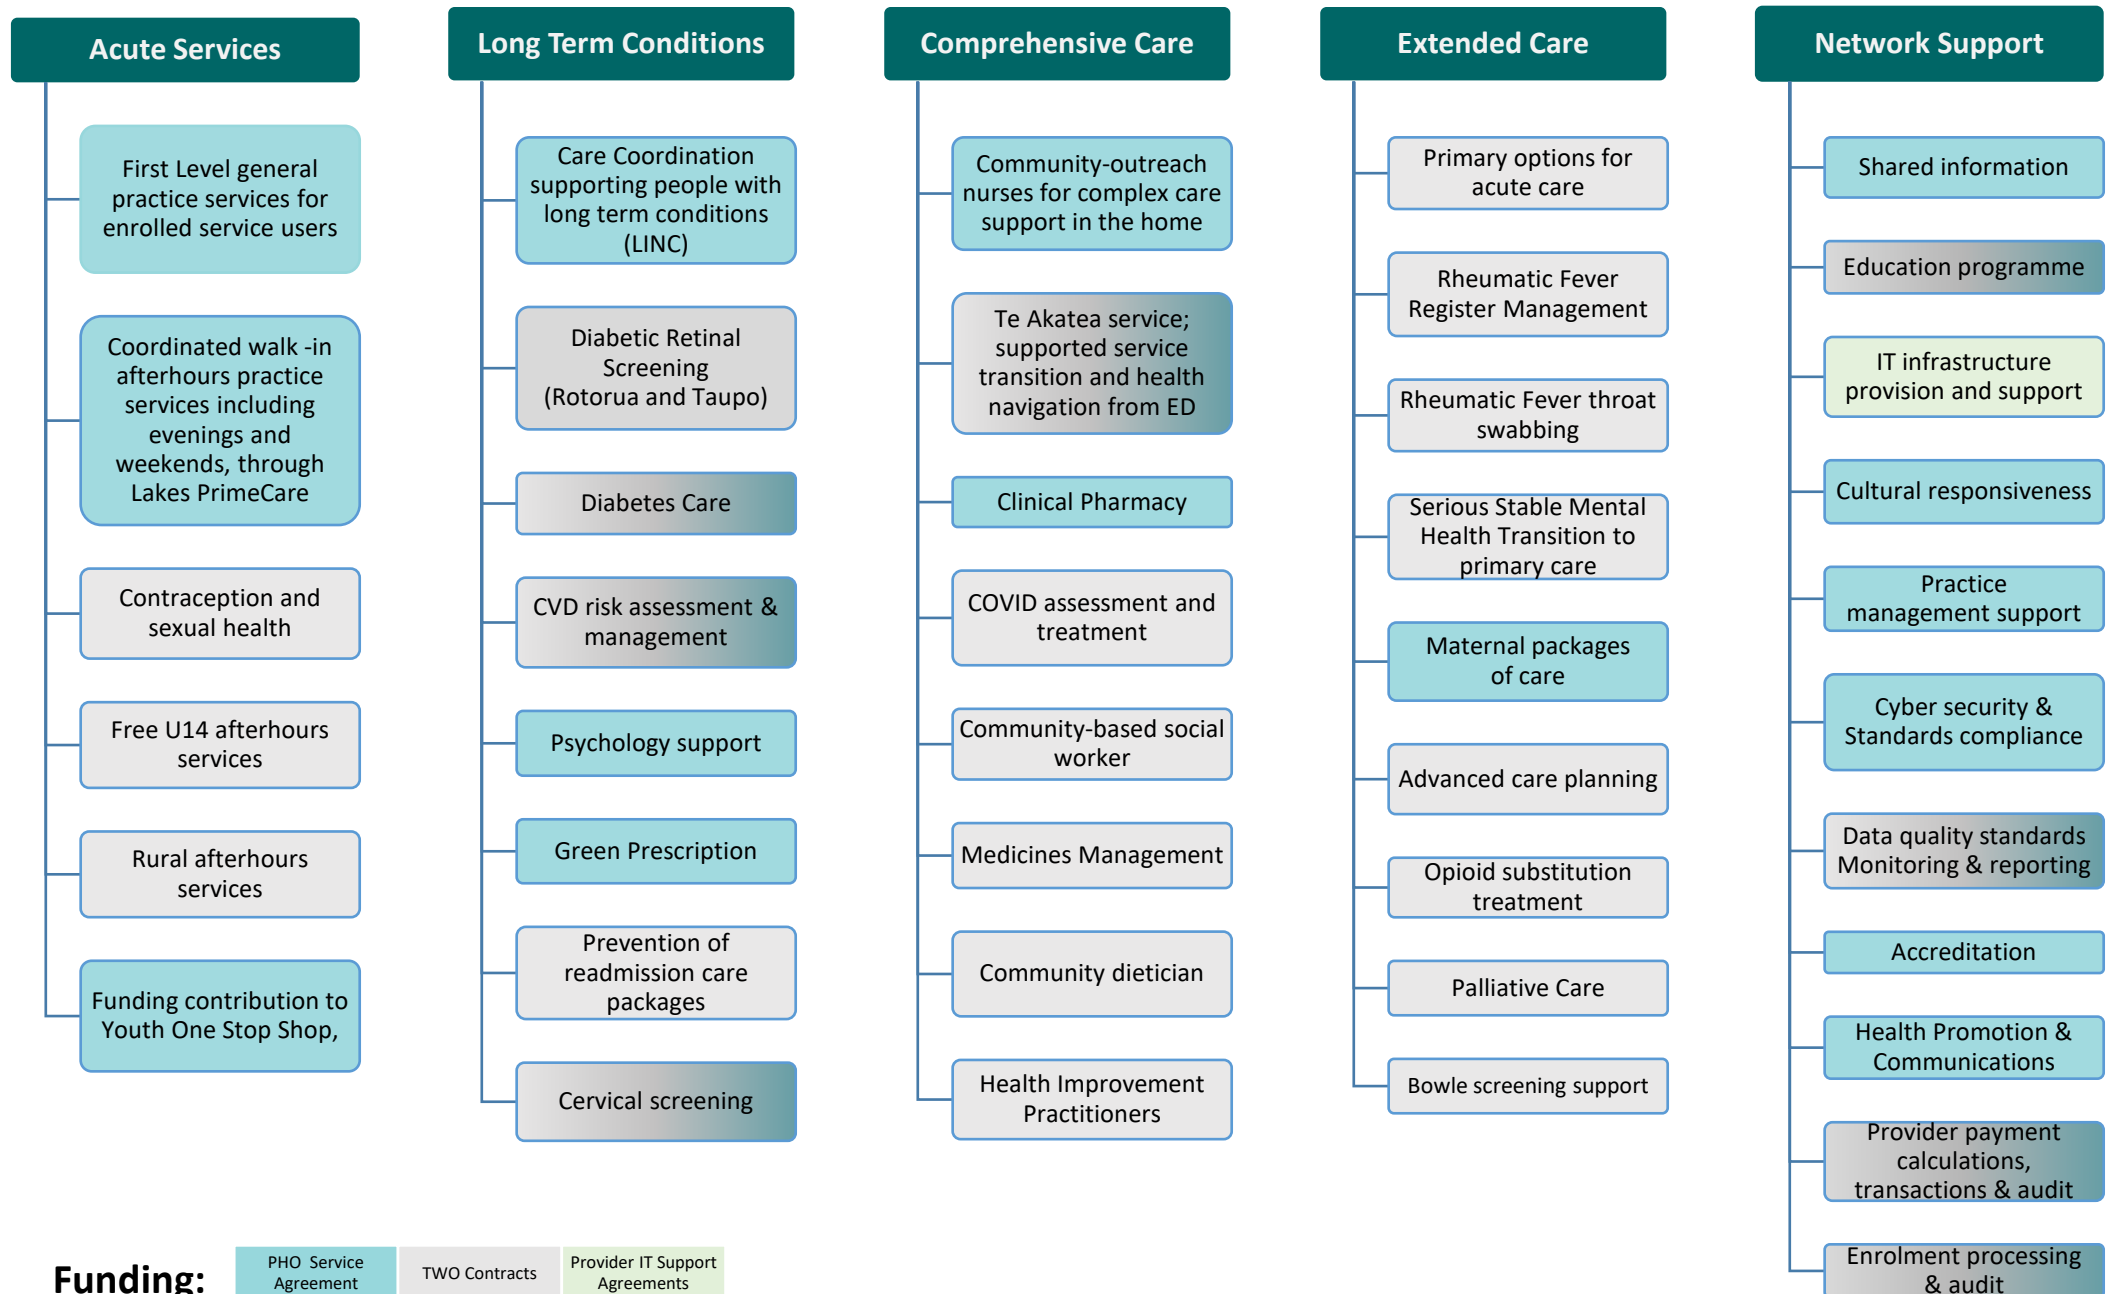 Acute Services
First Level general
practice services for
enrolled service users
Coordinated walk -in
afterhours practice
services including
evenings and
weekends, through
Lakes PrimeCare
Contraception and
sexual health
Free U14 afterhours
services
Rural afterhours
services
Funding contribution to
Youth One Stop Shop,
Long Term Conditions
Care Coordination
supporting people with
long term conditions
(LINC)
Diabetic Retinal
Screening
(Rotorua and Taupo)
Diabetes Care
CVD risk assessment &
management
Psychology support
Green Prescription
Prevention of
readmission care
packages
Cervical screening
Comprehensive Care
Community-outreach
nurses for complex care
support in the home
Te Akatea service;
supported service
transition and health
navigation from ED
Clinical Pharmacy
COVID assessment and
treatment
Community-based social
worker
Medicines Management
Community dietician
Health Improvement
Practitioners
Extended Care
Primary options for
acute care
Rheumatic Fever
Register Management
Rheumatic Fever throat
swabbing
Serious Stable Mental
Health Transition to
primary care
Maternal packages
of care
Advanced care planning
Opioid substitution
treatment
Palliative Care
Bowle screening support
Network Support
Shared information
Education programme
IT infrastructure
provision and support
Cultural responsiveness
Practice
management support
Cyber security &
Standards compliance
Data quality standards
Monitoring & reporting
Accreditation
Health Promotion &
Communications
Provider payment
calculations,
transactions & audit
Enrolment processing
& audit
Funding:
PHO Service
Agreement
TWO Contracts
Provider IT Support
Agreements